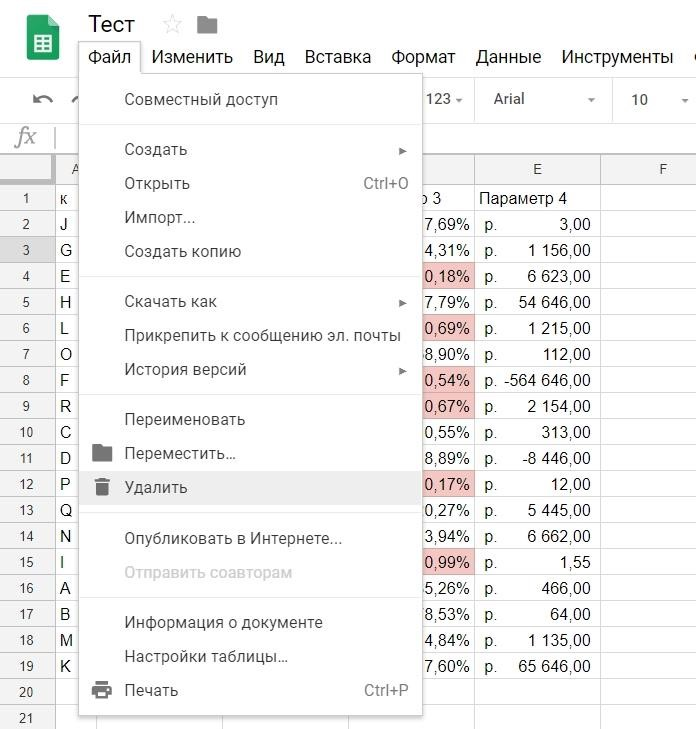 Тест
Файл Изменить Вид Вставка Формат Данные Инструменты
123 Arial 10
fx
Совместный доступ
Создать
Открыть Ctrl+O
Импорт...
Создать копию
Скачать как
Прикрепить к сообщению эл. почты
История версий
Переименовать
Переместить...
Удалить
Опубликовать в Интернете...
Отправить соавторам
Информация о документе
Настройки таблицы...
Печать Ctrl+P
A E F
1 к р 3 Параметр 4
2 J 7,69% р. 3,00
3 G 4,31% р. 1 156,00
4 E 0,18% р. 6 623,00
5 H 7,79% р. 54 646,00
6 L 0,69% р. 1 215,00
7 O 8,90% р. 112,00
8 F 0,54% р. -564 646,00
9 R 0,67% р. 2 154,00
10 C 0,55% р. 313,00
11 D 8,89% р. -8 446,00
12 P 0,17% р. 12,00
13 Q 0,27% р. 5 445,00
14 N 3,94% р. 6 662,00
15 I 0,99% р. 1,55
16 A 5,26% р. 466,00
17 B 8,53% р. 64,00
18 M 4,84% р. 1 135,00
19 K 7,60% р. 65 646,00
20
21